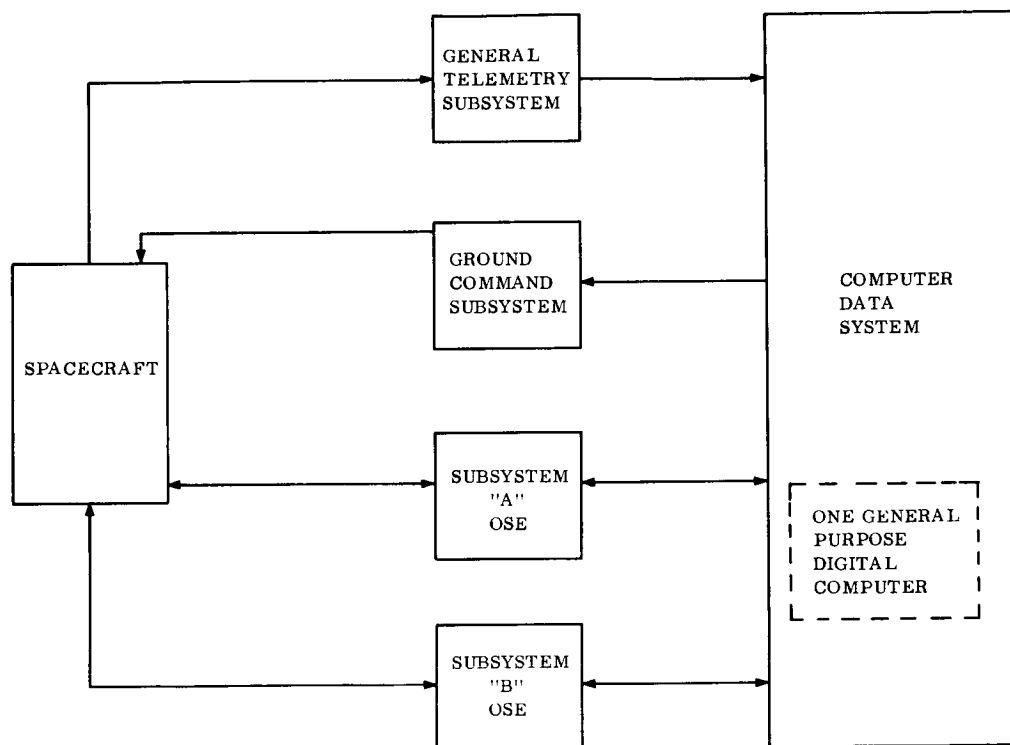 GENERAL
TELEMETRY
SUBSYSTEM
GROUND
COMMAND
SUBSYSTEM
COMPUTER
DATA
SYSTEM
SPACECRAFT
SUBSYSTEM
"A"
OSE
ONE GENERAL
PURPOSE
DIGITAL
COMPUTER
SUBSYSTEM
"B"
OSE